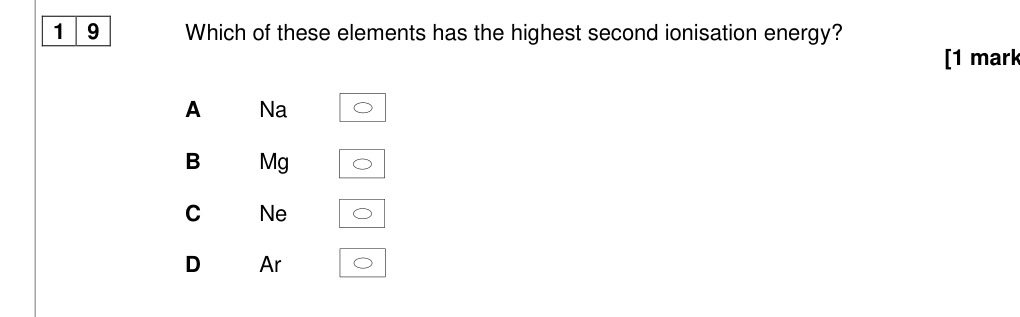 1 9 Which of these elements has the highest second ionisation energy?
[1 mark
A Na
B Mg
C Ne
D Ar